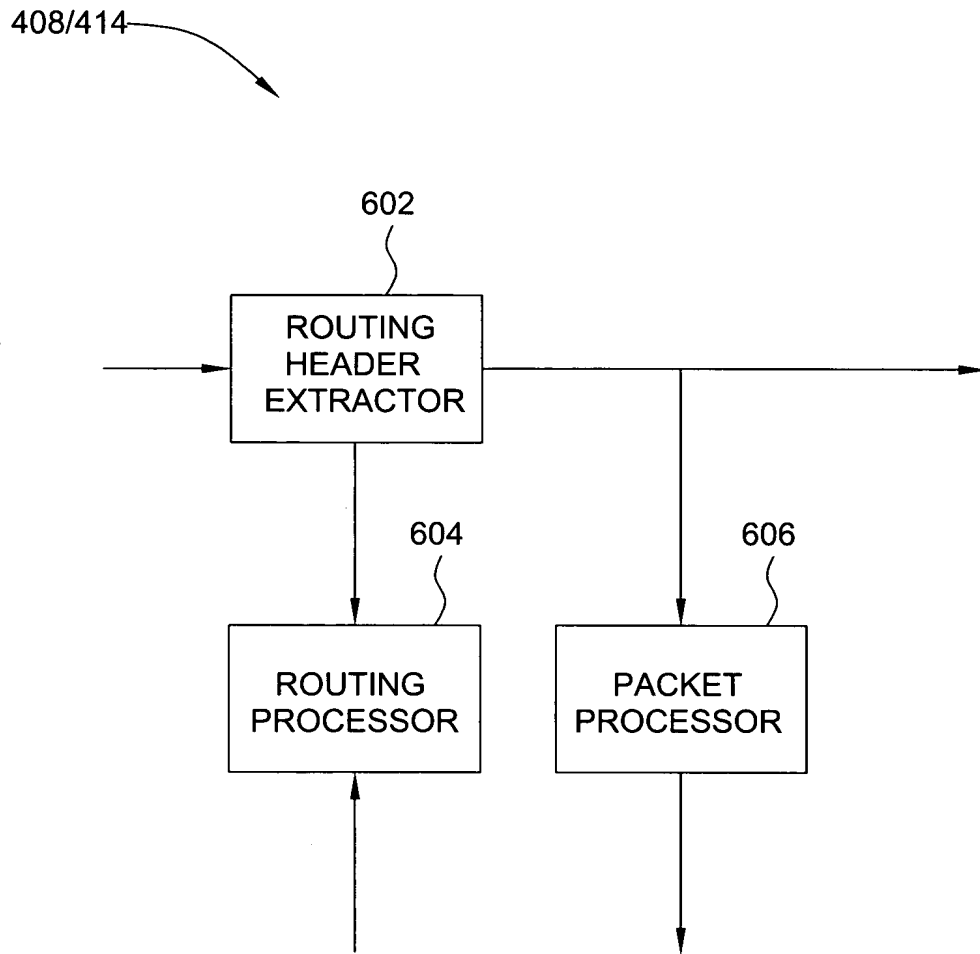 408/414
602
ROUTING
HEADER
EXTRACTOR
604
606
ROUTING
PROCESSOR
PACKET
PROCESSOR